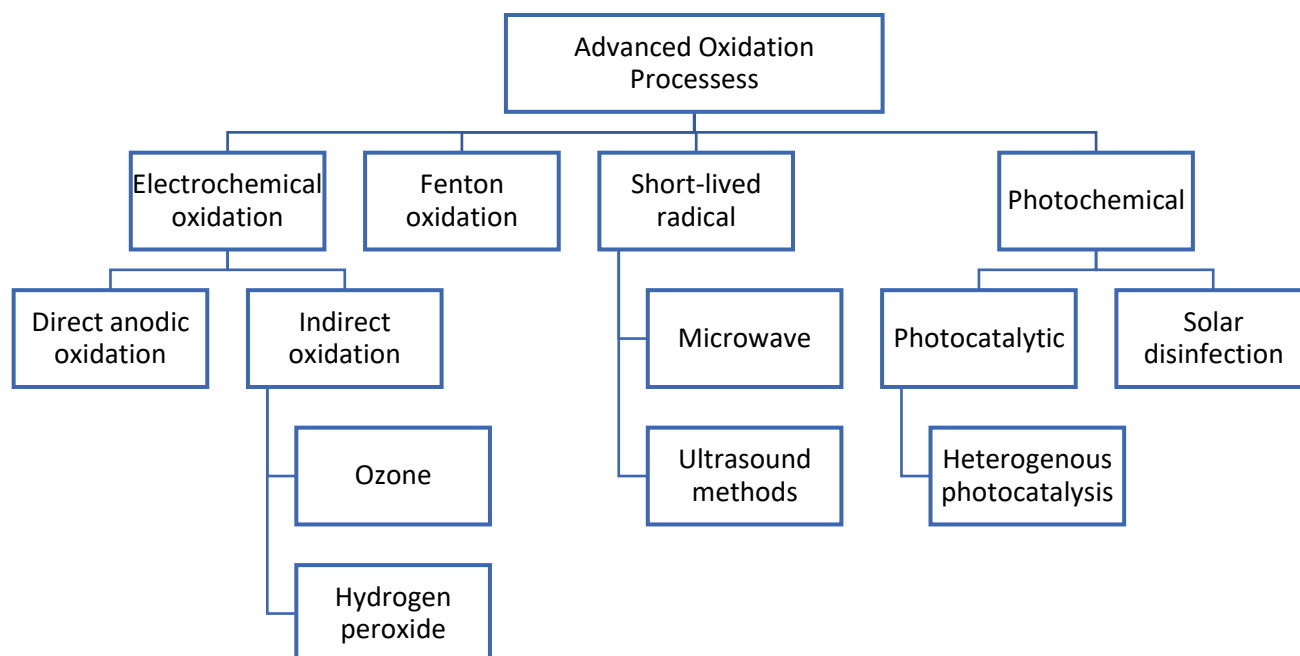 Advanced Oxidation
Processess
Electrochemical
oxidation
Fenton
oxidation
Short-lived
radical
Photochemical
Direct anodic
oxidation
Indirect
oxidation
Microwave
Photocatalytic
Solar
disinfection
Ozone
Ultrasound
methods
Heterogenous
photocatalysis
Hydrogen
peroxide